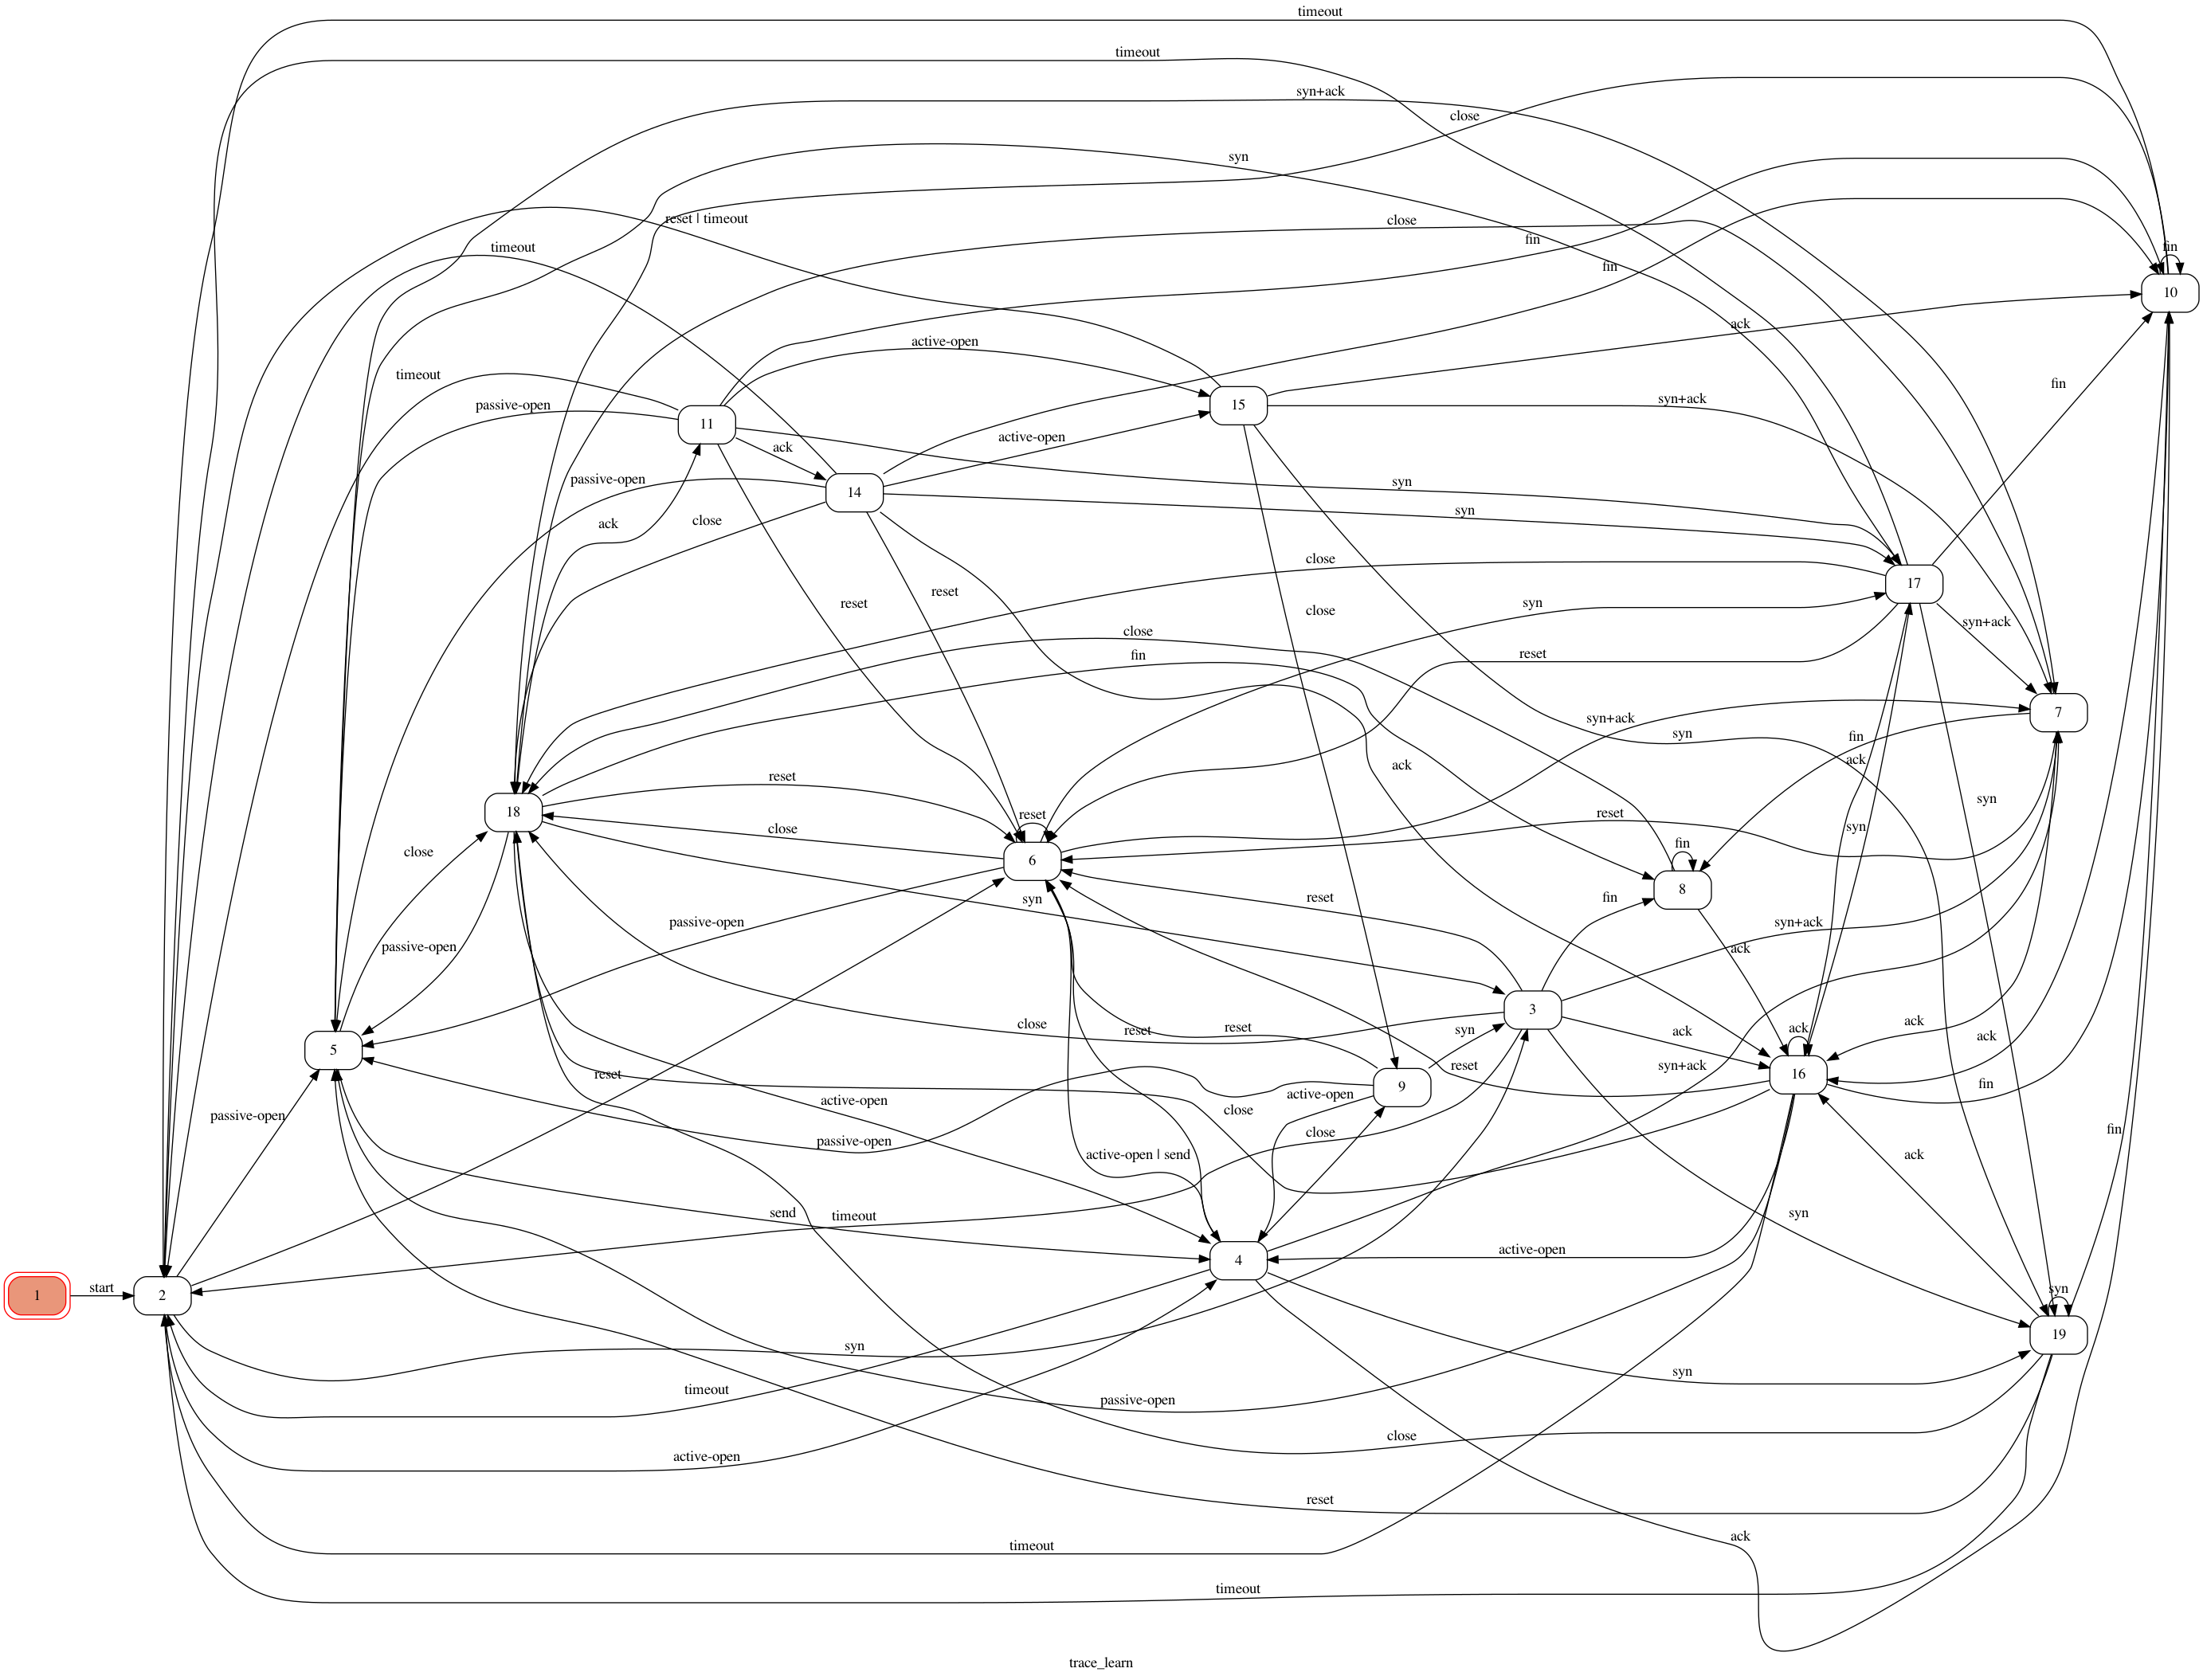 timeout
timeout
syn+ack
close
syn
reset | timeout
close
timeout
fin
fin
fin
10
ack
active-open
timeout
fin
passive-open
15
syn+ack
11
active-open
ack
passive-open
syn
14
syn
ack
close
close
17
reset
reset
syn
close
syn+ack
close
fin
reset
7
syn+ack
syn
fin
ack
ack
reset
syn
18
reset
reset
syn
close
fin
close
6
8
passive-open
syn
reset
fin
syn+ack
passive-open
ack
3
close
reset
reset
syn
ack
ack
ack
ack
5
reset
reset
syn+ack
16
fin
9
active-open
active-open
passive-open
close
close
passive-open
fin
active-open | send
ack
send
timeout
syn
active-open
4
start
1
2
syn
19
syn
timeout
syn
passive-open
close
active-open
reset
ack
timeout
timeout
trace_learn